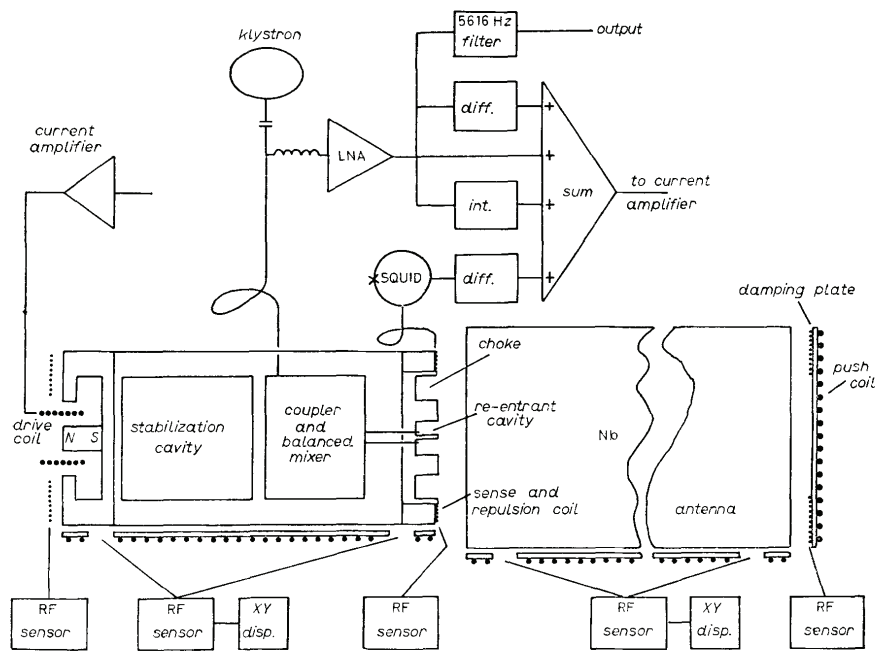 klystron
5616 Hz
filter
output
current
amplifier
diff.
LNA
sum
to current
amplifier
int.
SQUID
diff.
damping plate
choke
push
coil
drive
coil
N S
stabilization
cavity
coupler
and
balanced
mixer
re-entrant
cavity
Nb
sense and
repulsion coil
antenna
RF
sensor
RF
sensor
XY
disp.
RF
sensor
RF
sensor
XY
disp.
RF
sensor
+
+
+
+